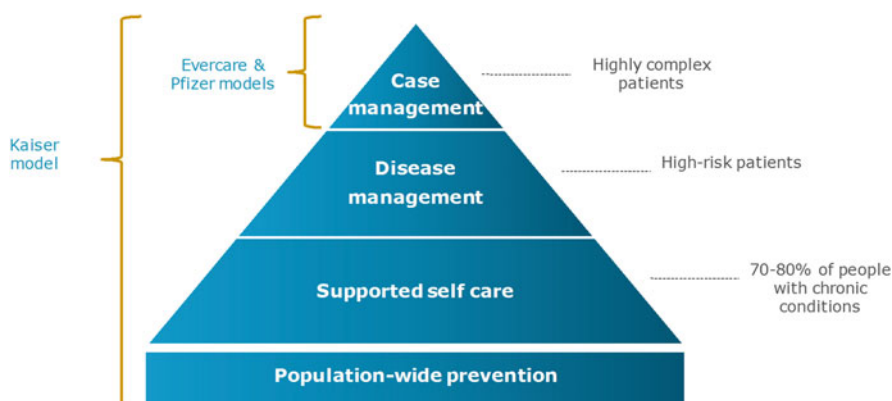 Evercare &
Pfizer models
Case
management
Highly complex
patients
Kaiser
model
Disease
management
High-risk patients
Supported self care
70-80% of people
with chronic
conditions
Population-wide prevention